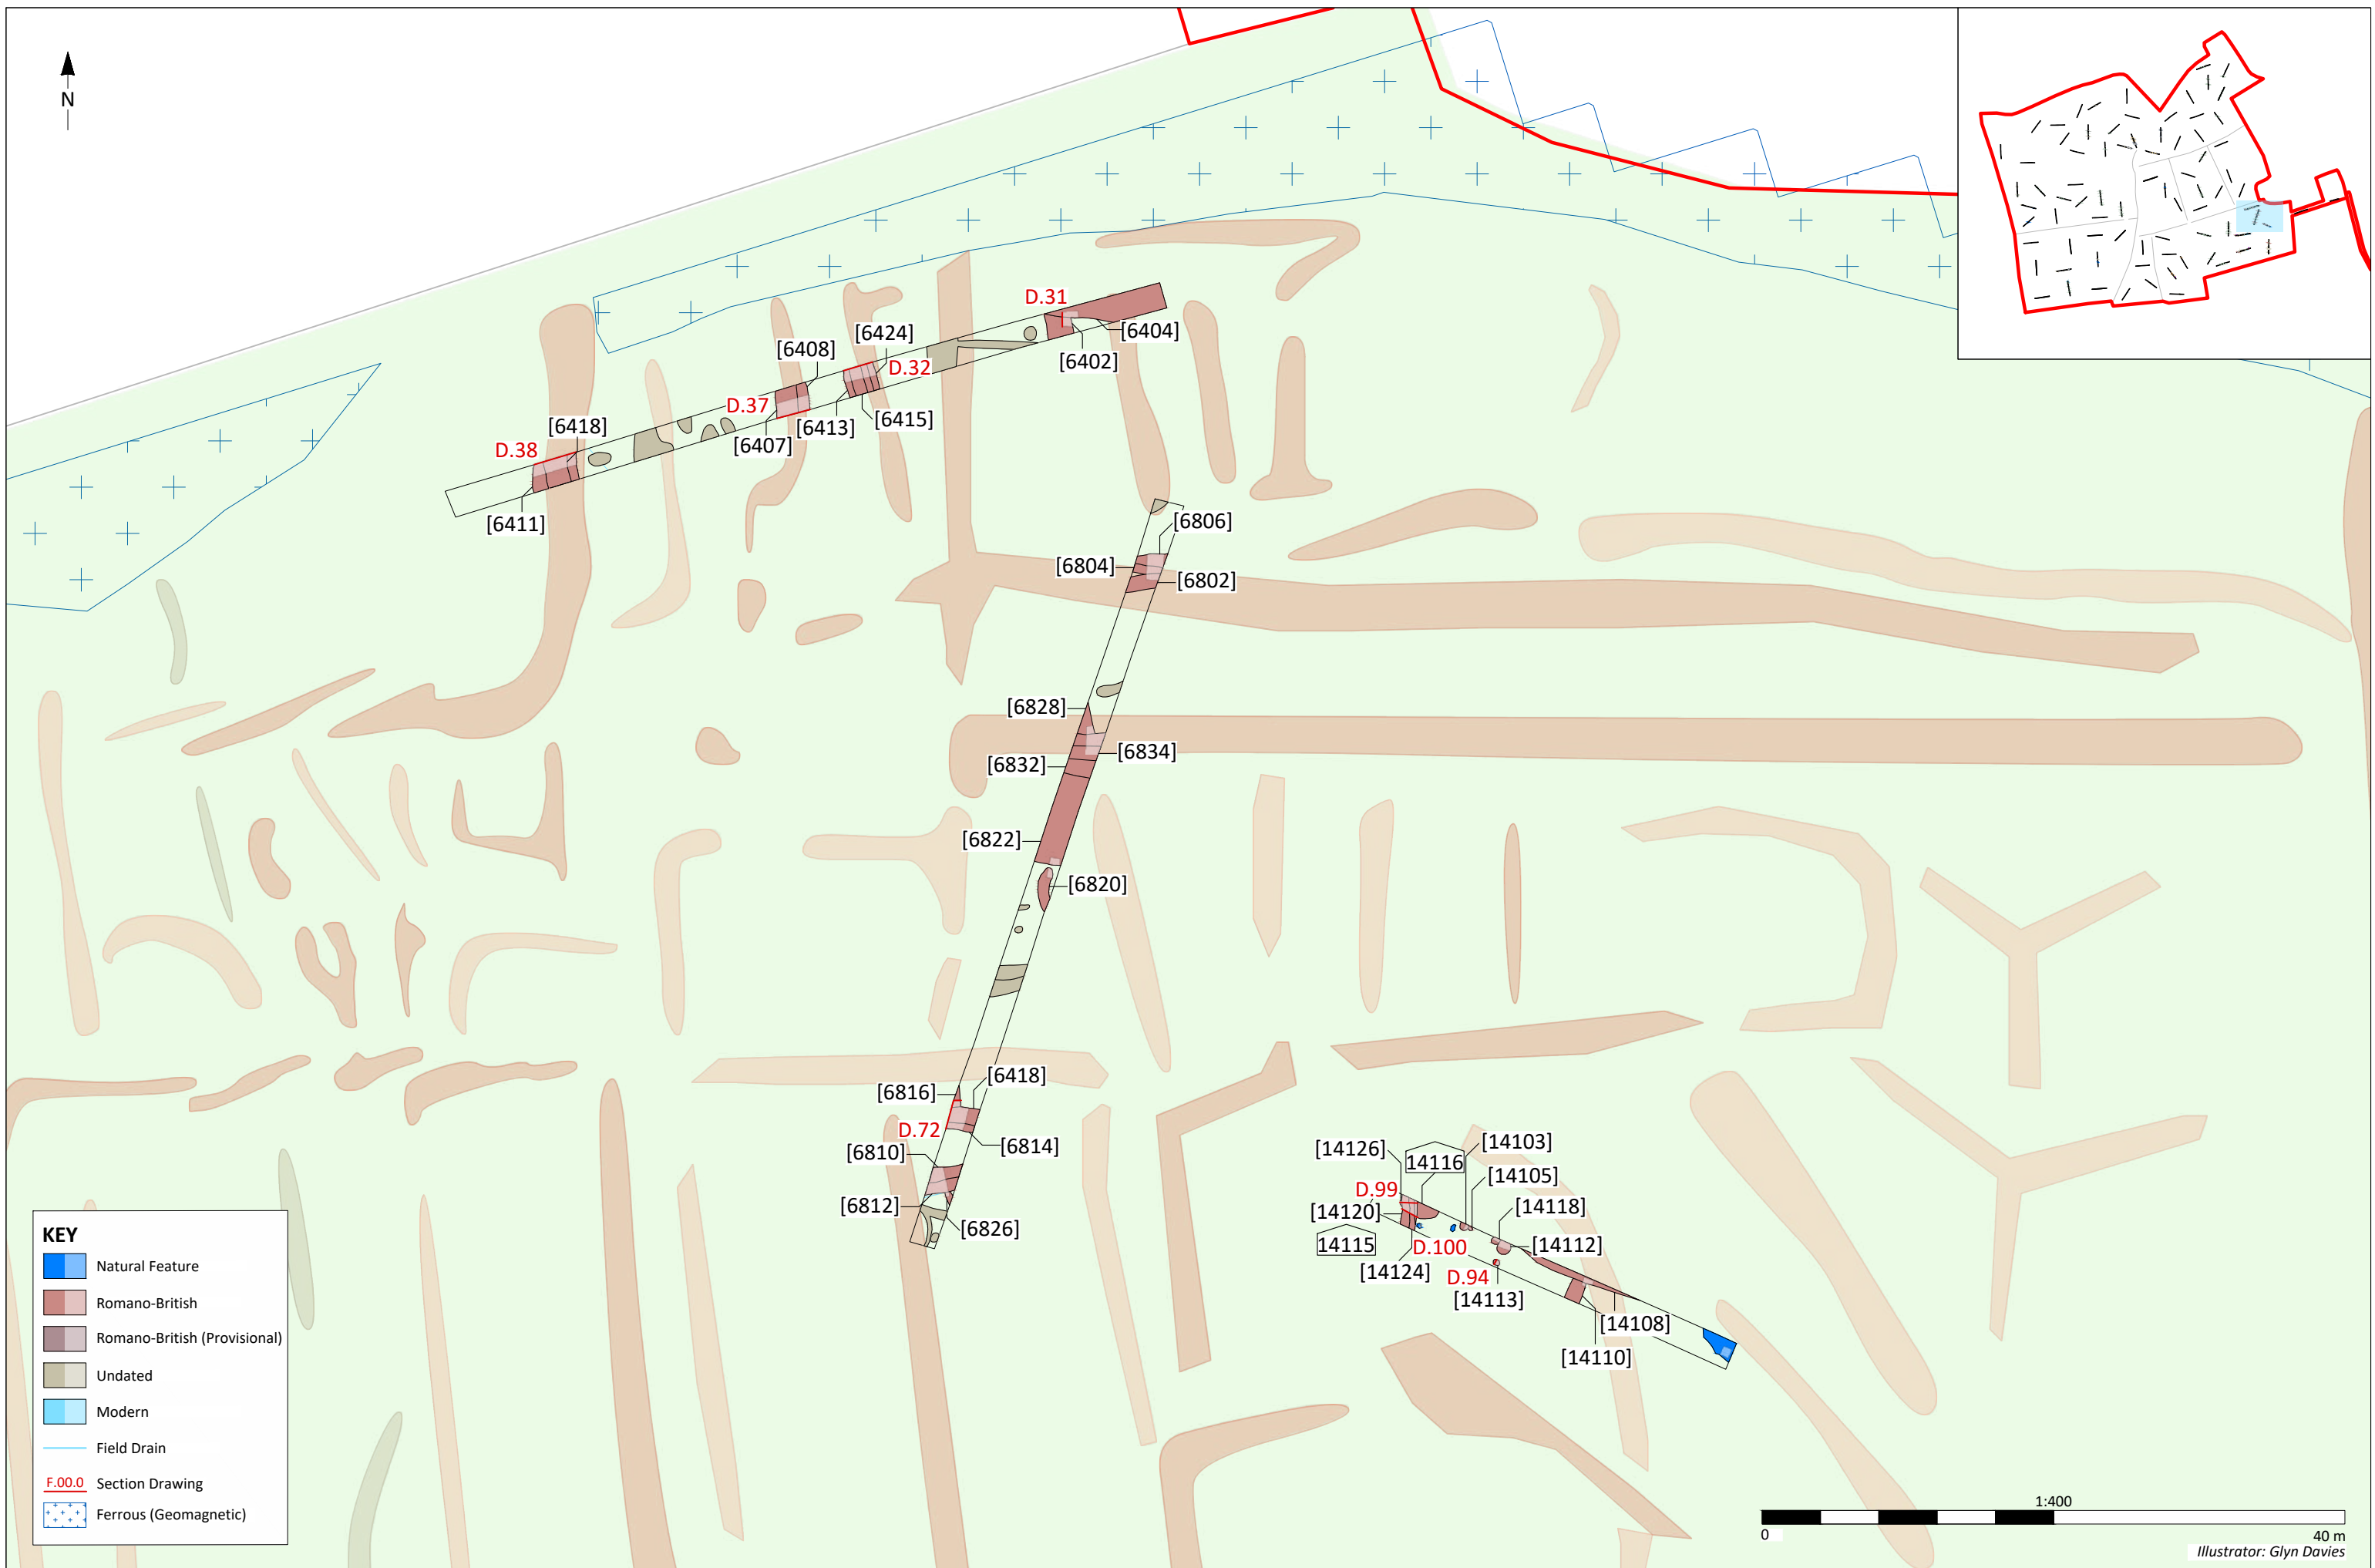 N
D.31
[6404]
[6424]
[6408]
[6402]
D.32
D.37
[6413]
[6415]
[6418]
[6407]
D.38
[6411]
[6806]
[6804]
[6802]
[6828]
[6834]
[6832]
[6822]
[6820]
[6418]
[6816]
D.72
[6814]
[6810]
[6812]
[6826]
[14103]
[14126]
14116
[14105]
D.99
[14118]
[14120]
14115
D.100
[14112]
[14124]
D.94
[14113]
[14108]
[14110]
KEY
Natural Feature
Romano-British
Romano-British (Provisional)
Undated
Modern
Field Drain
F.00.0 Section Drawing
Ferrous (Geomagnetic)
1:400
0 40 m
Illustrator: Glyn Davies